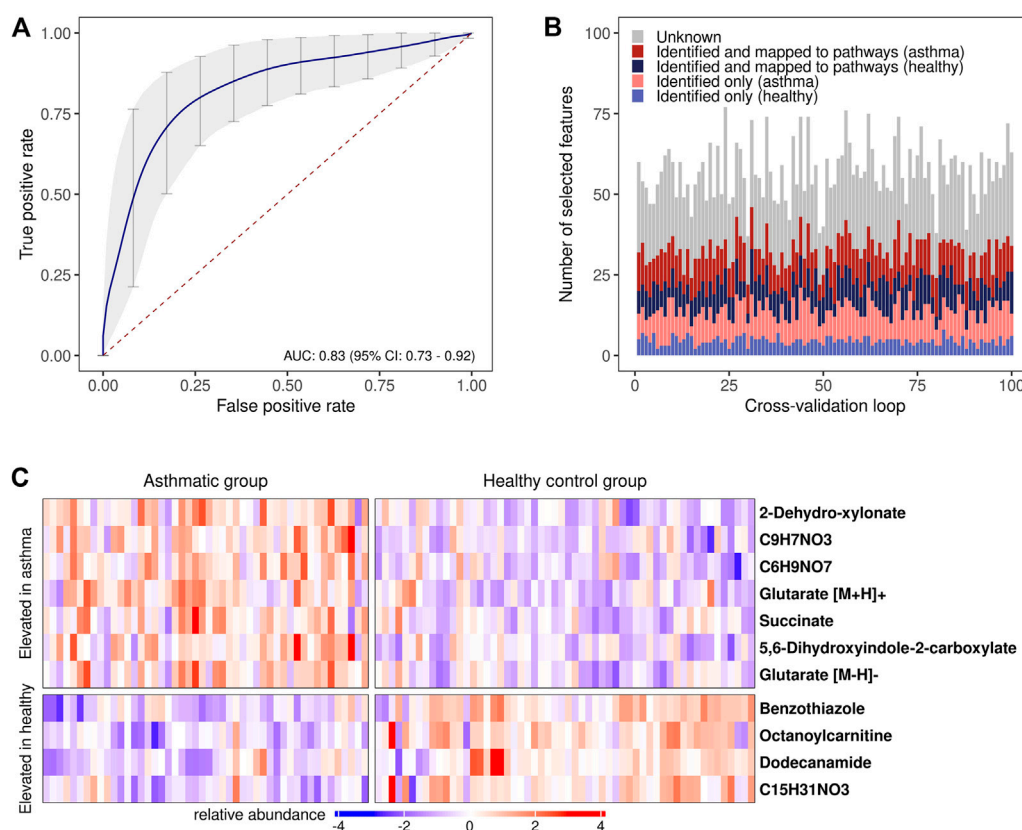 A
1.00
0.75
0.50
0.25
0.00
True positive rate
AUC: 0.83 (95% CI: 0.73 - 0.92)
0.00 0.25 0.50 0.75 1.00
False positive rate
B
100
75
50
25
0
Number of selected features
Unknown
Identified and mapped to pathways (asthma)
Identified and mapped to pathways (healthy)
Identified only (asthma)
Identified only (healthy)
0 25 50 75 100
Cross-validation loop
C
Asthmatic group Healthy control group
Elevated in asthma
2-Dehydro-xylonate
C9H7NO3
C6H9NO7
Glutarate [M+H]+
Succinate
5,6-Dihydroxyindole-2-carboxylate
Glutarate [M-H]-
Elevated in healthy
Benzothiazole
Octanoylcarnitine
Dodecanamide
C15H31NO3
relative abundance
-4 -2 0 2 4